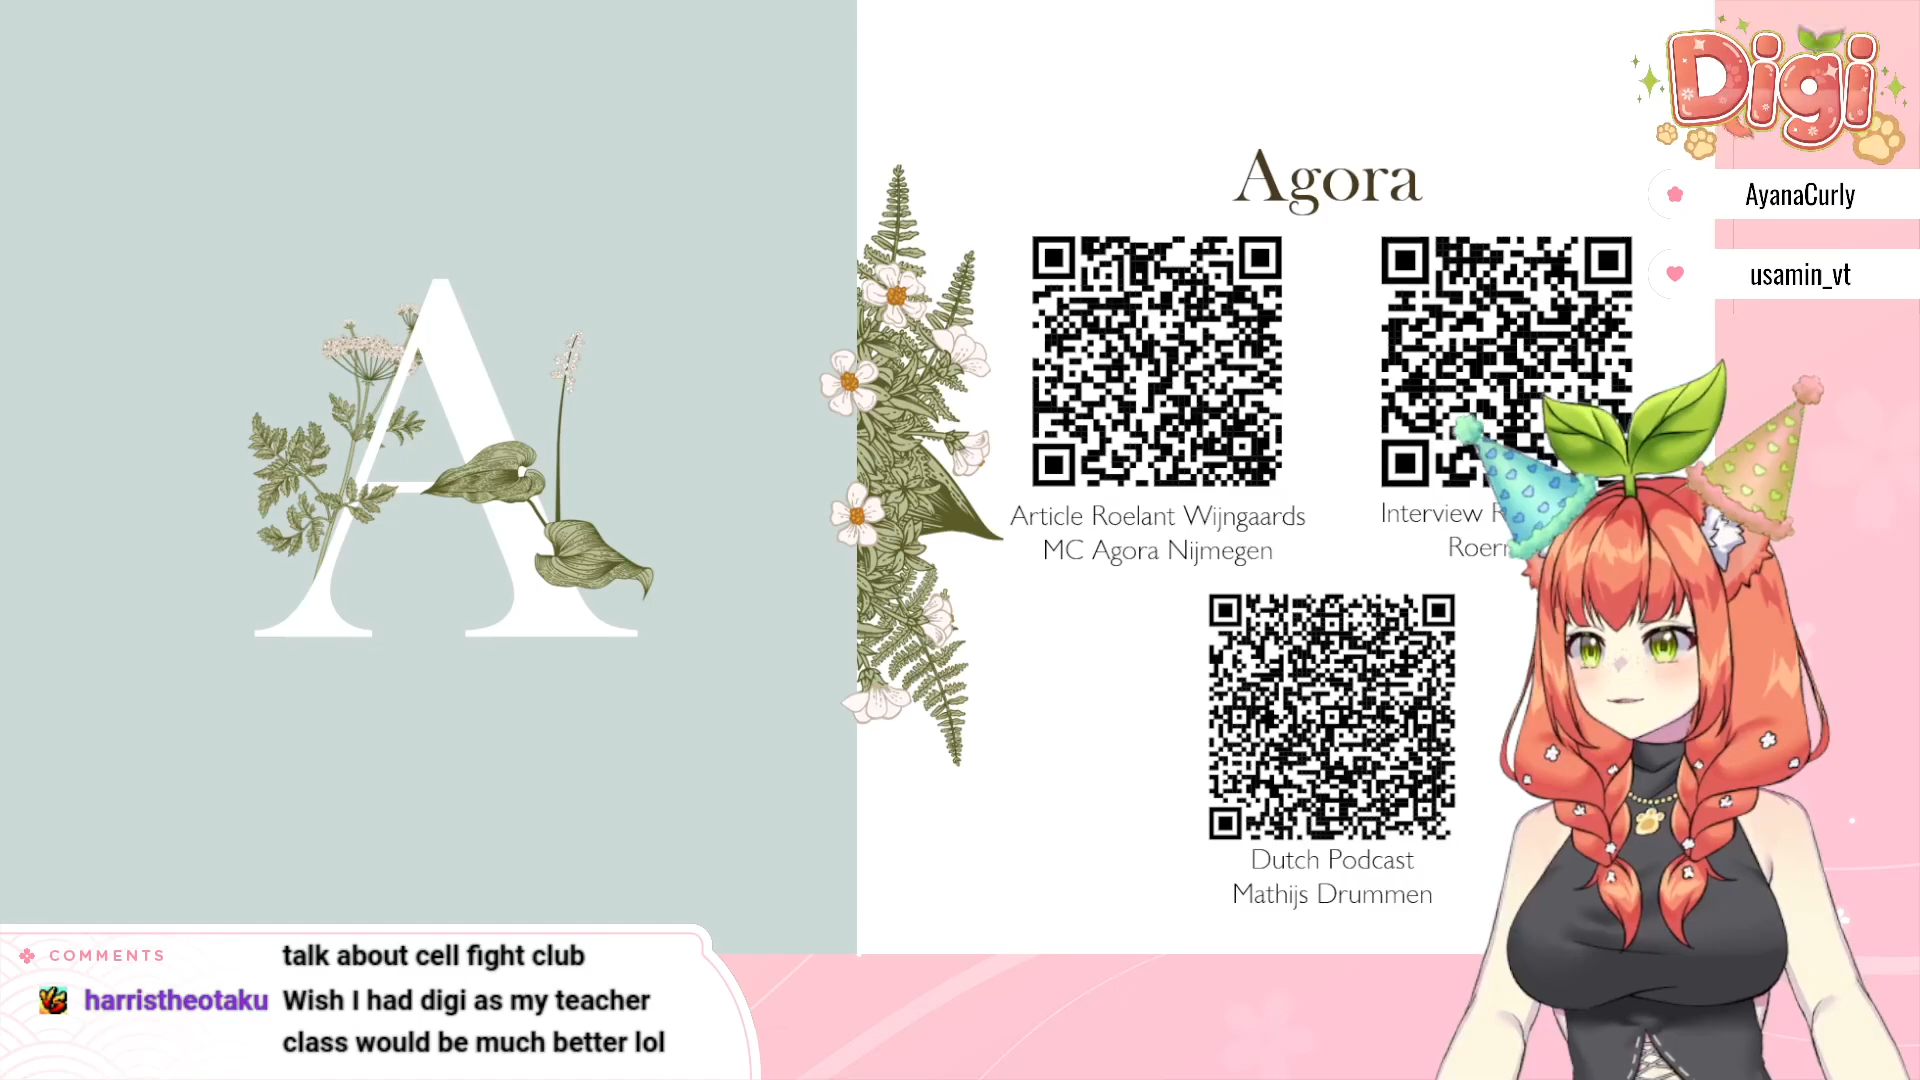 Digi
Agora
AyanaCurly
usamin_vt
A
Article Roelant Wijngaards
MC Agora Nijmegen
Interview
Dutch Podcast
Mathijs Drummen
COMMENTS
talk about cell fight club
harristheotaku Wish I had digi as my teacher
class would be much better lol